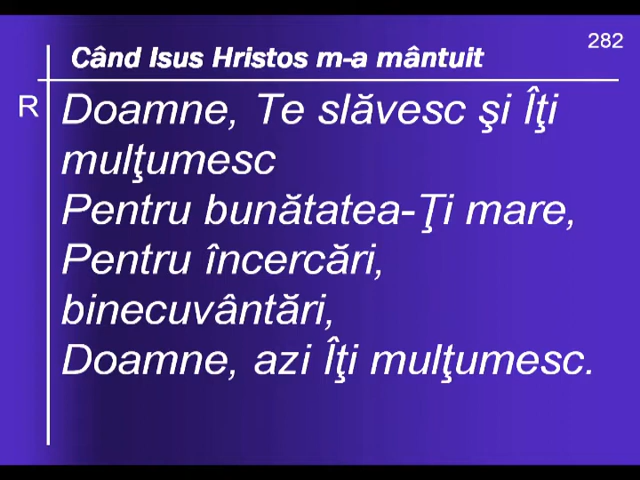 282
Când Isus Hristos m-a mântuit
R
Doamne, Te slăvesc şi Îţi
mulţumesc
Pentru bunătatea-Ţi mare,
Pentru încercări,
binecuvântări,
Doamne, azi Îţi mulţumesc.